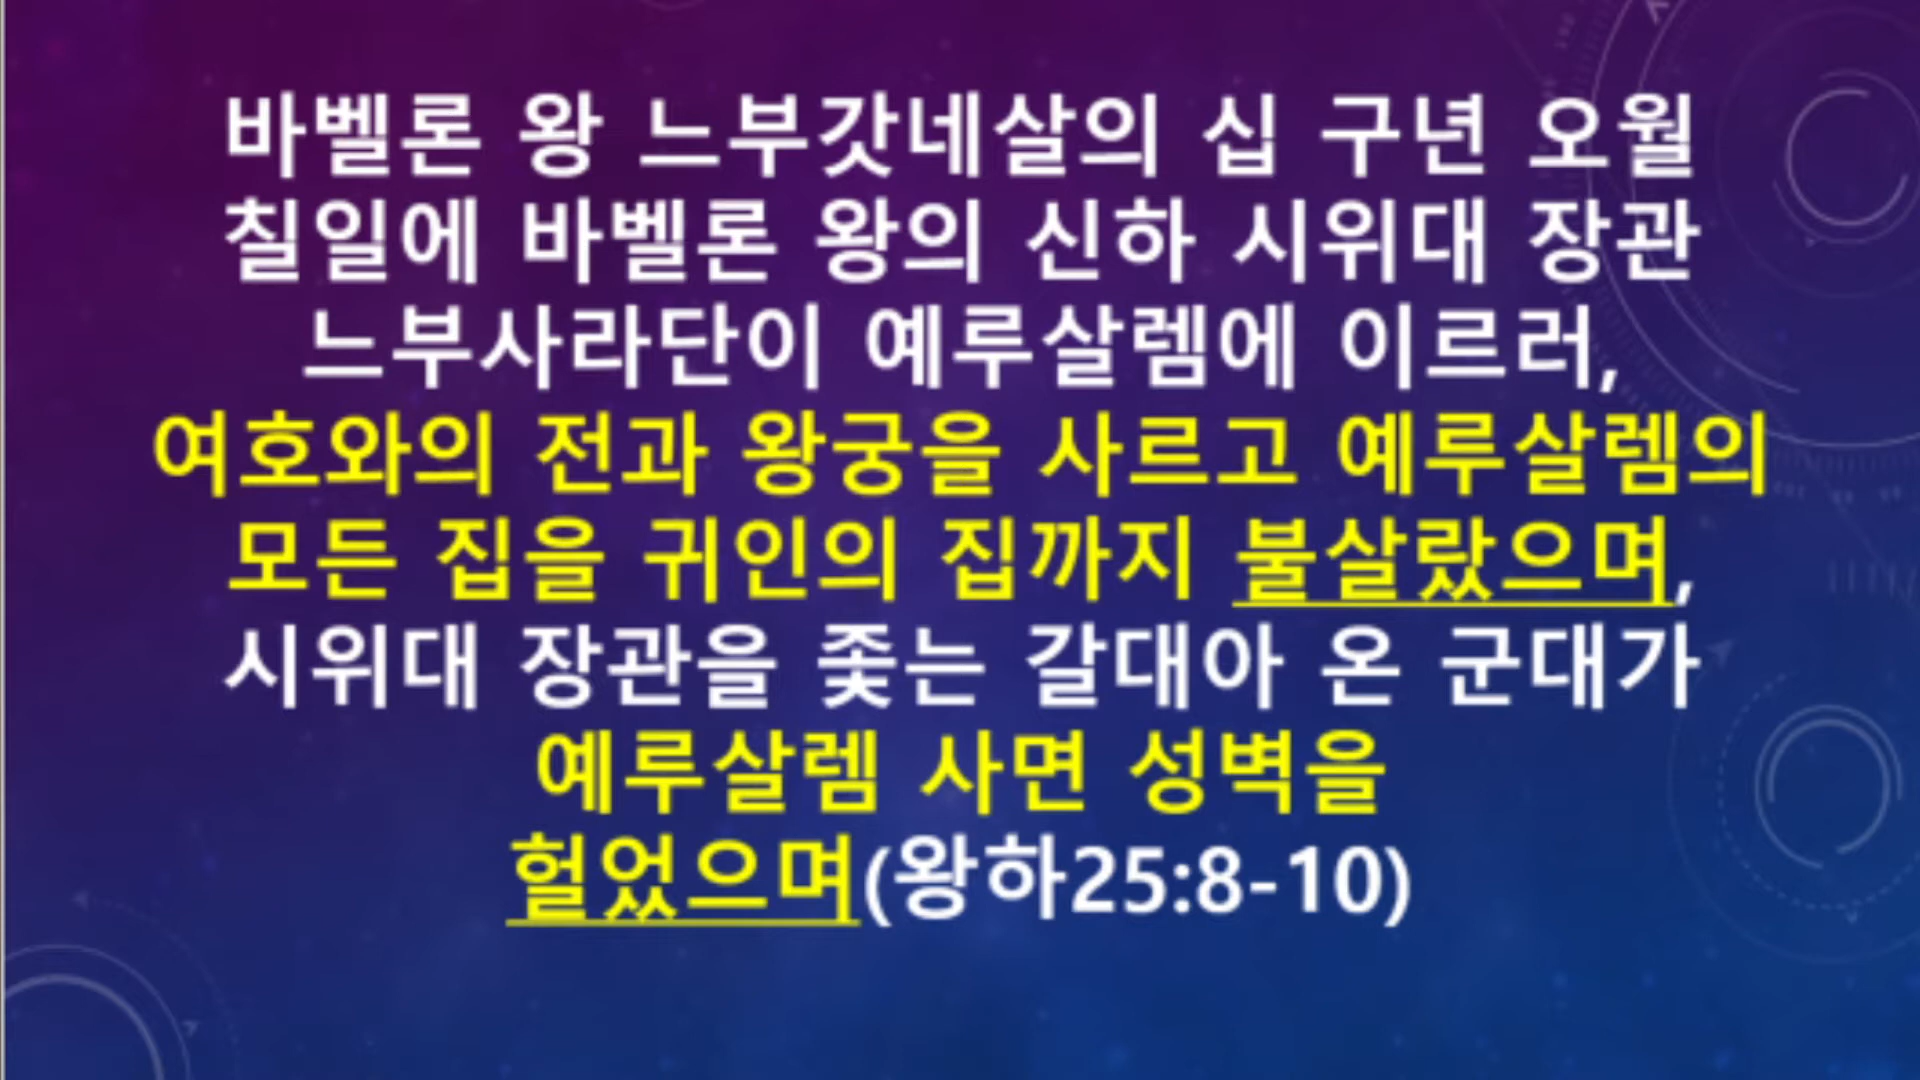 바벨론 왕 느부갓네살의 십 구년 오월
칠일에 바벨론 왕의 신하 시위대 장관
느부사라단이 예루살렘에 이르러,
여호와의 전과 왕궁을 사르고 예루살렘의
모든 집을 귀인의 집까지 불살랐으며,
시위대 장관을 좇는 갈대아 온 군대가
예루살렘 사면 성벽을
헐었으며(왕하25:8-10)